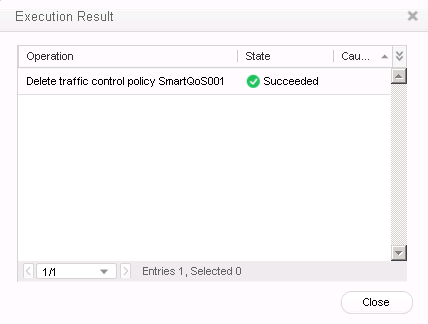 Execution Result
Operation State Cau...
Delete traffic control policy SmartQoS001 Succeeded
1/1 Entries 1, Selected 0
Close